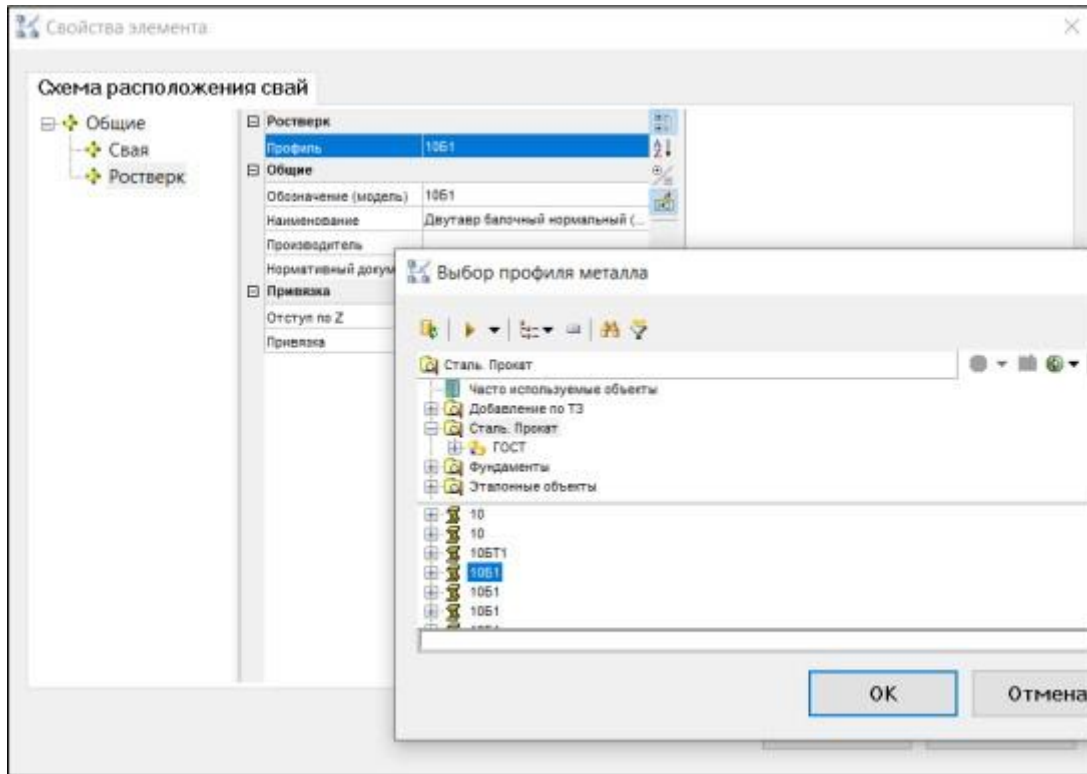 Свойства элемента
Схема расположения свай
Общие
Свая
Ростверк
Ростверк
Профиль 10Б1
Общие
Обозначение (модель) 10Б1
Наименование Двутавр балочный нормальный (...
Производитель
Нормативный докум
Привязка
Отступ по Z
Привязка
Выбор профиля металла
Сталь. Прокат
Часто используемые объекты
Добавление по ТЗ
Сталь. Прокат
ГОСТ
Фундаменты
Эталонные объекты
10
10
10БТ1
10Б1
10Б1
10Б1
OK Отмена